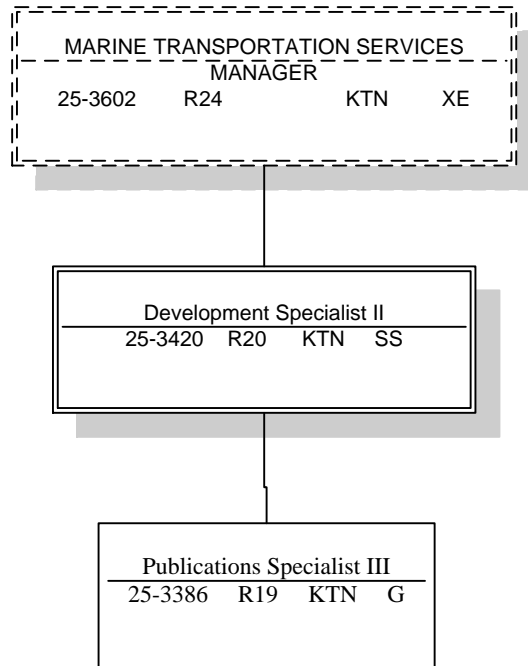 MARINE TRANSPORTATION SERVICES
MANAGER
25-3602 R24 KTN XE
Development Specialist II
25-3420 R20 KTN SS
Publications Specialist III
25-3386 R19 KTN G